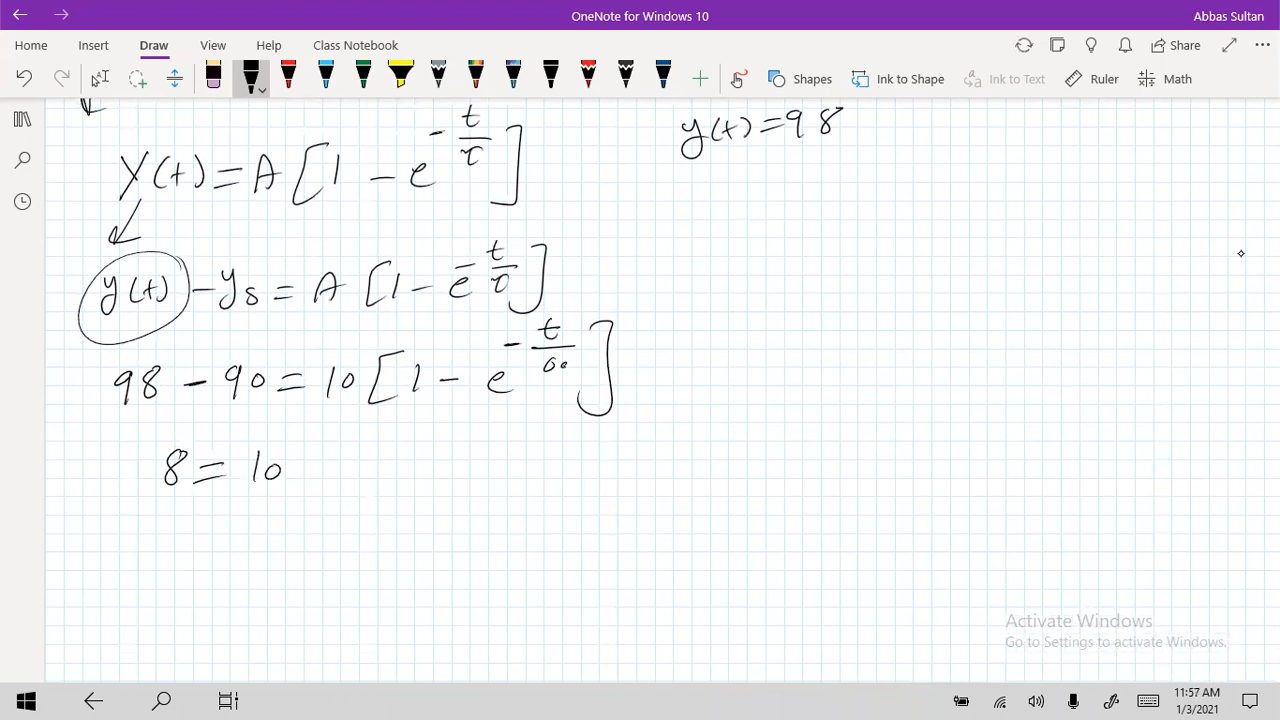 OneNote for Windows 10
Abbas Sultan
Home Insert Draw View Help Class Notebook
Share
Shapes Ink to Shape Ink to Text Ruler Math
y(t)=98
Y(t)=A[1-e^-t/τ]
y(t)-ys=A[1-e^-t/τ]
98-90=10[1-e^-t/
8=10
Activate Windows
Go to Settings to activate Windows.
11:57 AM
1/3/2021